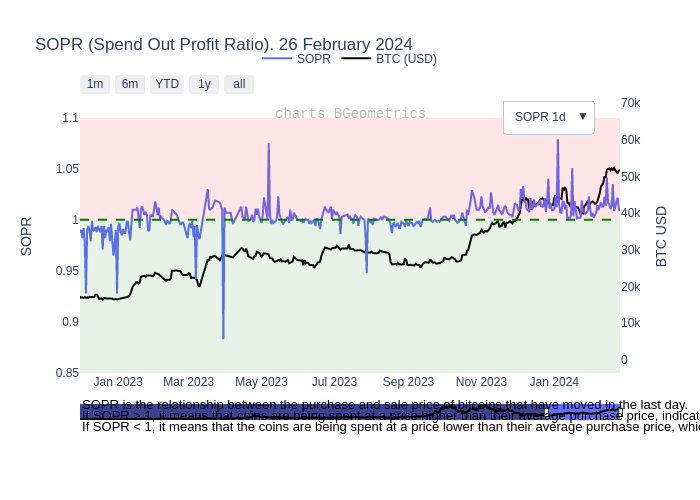 SOPR (Spend Out Profit Ratio). 26 February 2024
SOPR BTC (USD)
1m 6m YTD 1y all
charts BGeometrics
SOPR 1d ▼
1.1
1.05
1
0.95
0.9
0.85
SOPR
70k
60k
50k
40k
30k
20k
10k
0
BTC USD
Jan 2023 Mar 2023 May 2023 Jul 2023 Sep 2023 Nov 2023 Jan 2024
SOPR is the relationship between the purchase and sale price of bitcoins that have moved in the last day.
If SOPR > 1, it means that coins are being spent at a price higher than their average purchase price, indicat
If SOPR < 1, it means that the coins are being spent at a price lower than their average purchase price, whic